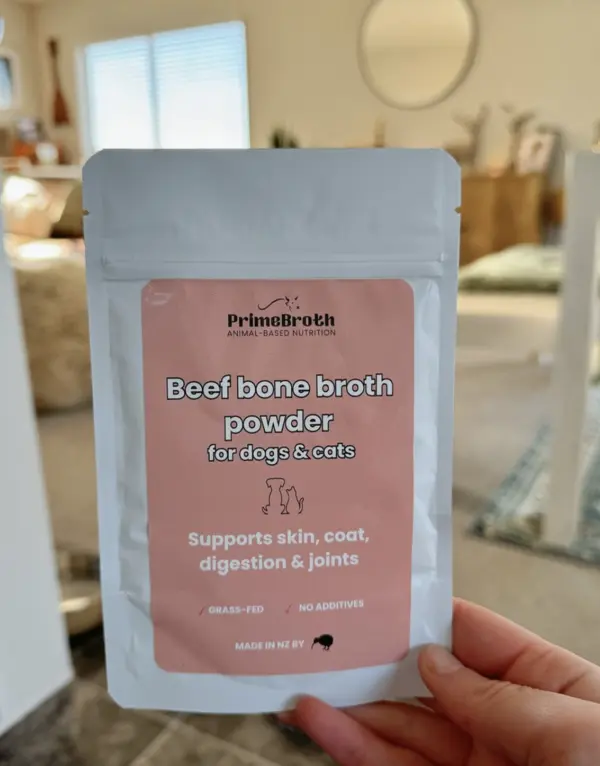 PrimeBroth
ANIMAL-BASED NUTRITION
Beef bone broth
powder
for dogs & cats
Supports skin, coat,
digestion & joints
✓ GRASS-FED ✓ NO ADDITIVES
MADE IN NZ BY